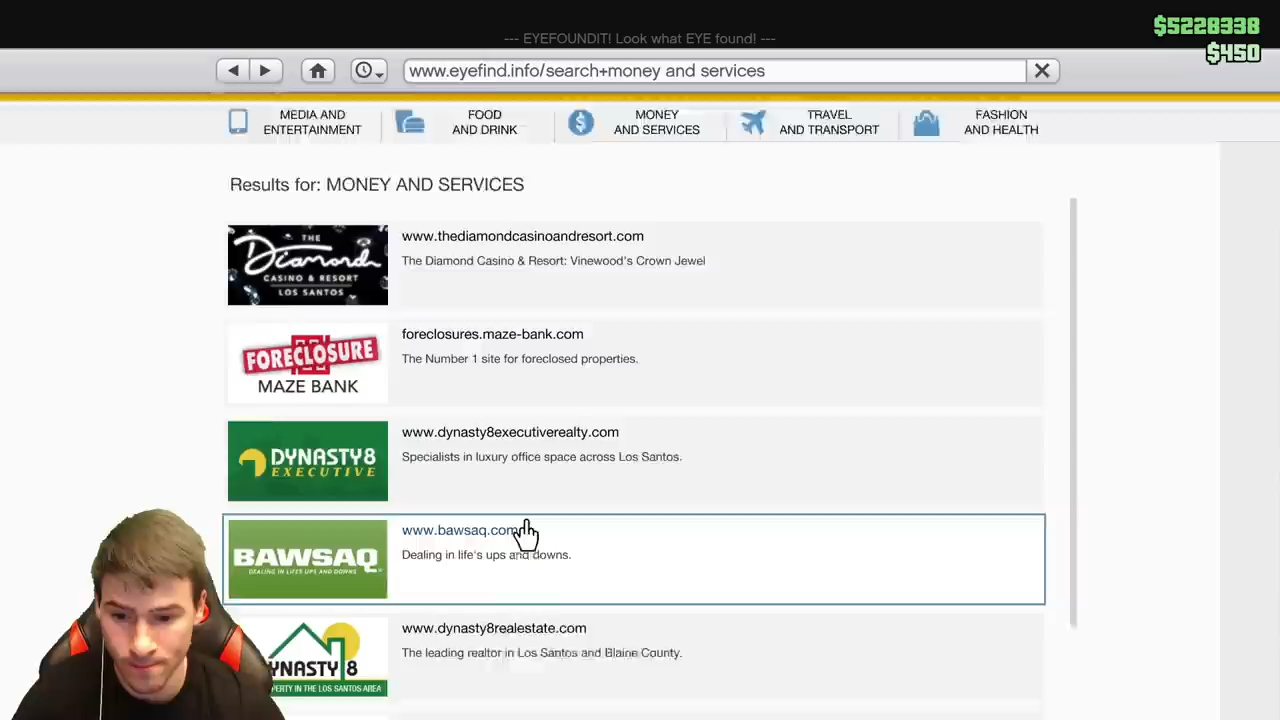 $5228338
--- EYEFOUNDIT! Look what EYE found! ---
$450
www.eyefind.info/search+money and services
MEDIA AND
ENTERTAINMENT
FOOD
AND DRINK
MONEY
AND SERVICES
TRAVEL
AND TRANSPORT
FASHION
AND HEALTH
Results for: MONEY AND SERVICES
THE
Diamond
CASINO & RESORT
LOS SANTOS
www.thediamondcasinoandresort.com
The Diamond Casino & Resort: Vinewood's Crown Jewel
FORECLOSURE
MAZE BANK
foreclosures.maze-bank.com
The Number 1 site for foreclosed properties.
DYNASTY8
EXECUTIVE
www.dynasty8executiverealty.com
Specialists in luxury office space across Los Santos.
BAWSAQ
DEALING IN LIFE'S UPS AND DOWNS
www.bawsaq.com
Dealing in life's ups and downs.
YNASTY 8
PERTY IN THE LOS SANTOS AREA
www.dynasty8realestate.com
The leading realtor in Los Santos and Blaine County.